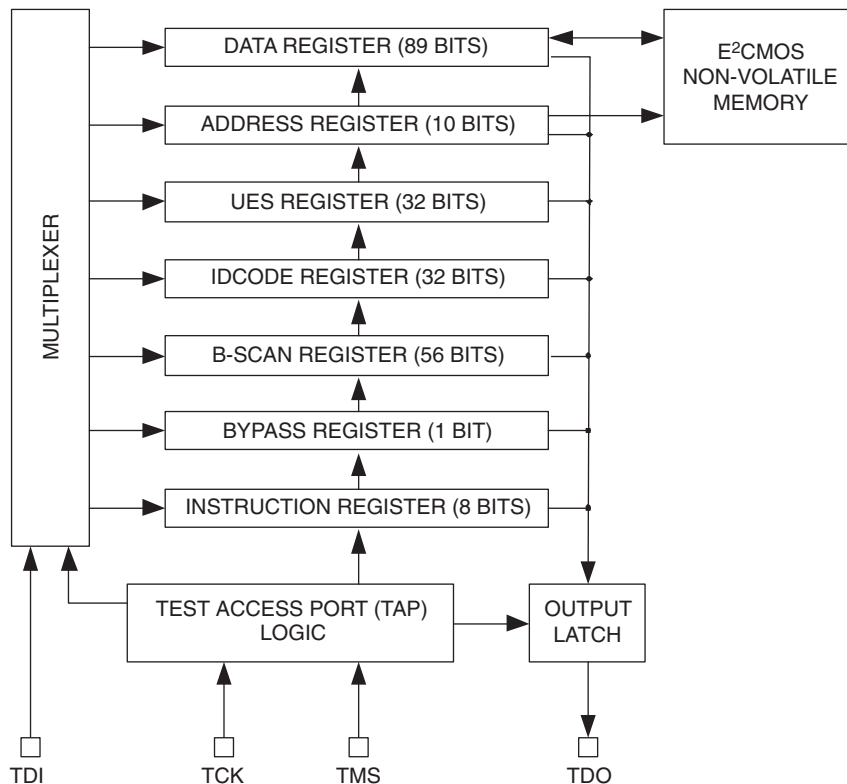 DATA REGISTER (89 BITS)
E²CMOS
NON-VOLATILE
MEMORY
ADDRESS REGISTER (10 BITS)
UES REGISTER (32 BITS)
MULTIPLEXER
IDCODE REGISTER (32 BITS)
B-SCAN REGISTER (56 BITS)
BYPASS REGISTER (1 BIT)
INSTRUCTION REGISTER (8 BITS)
TEST ACCESS PORT (TAP)
LOGIC
OUTPUT
LATCH
TDI
TCK
TMS
TDO